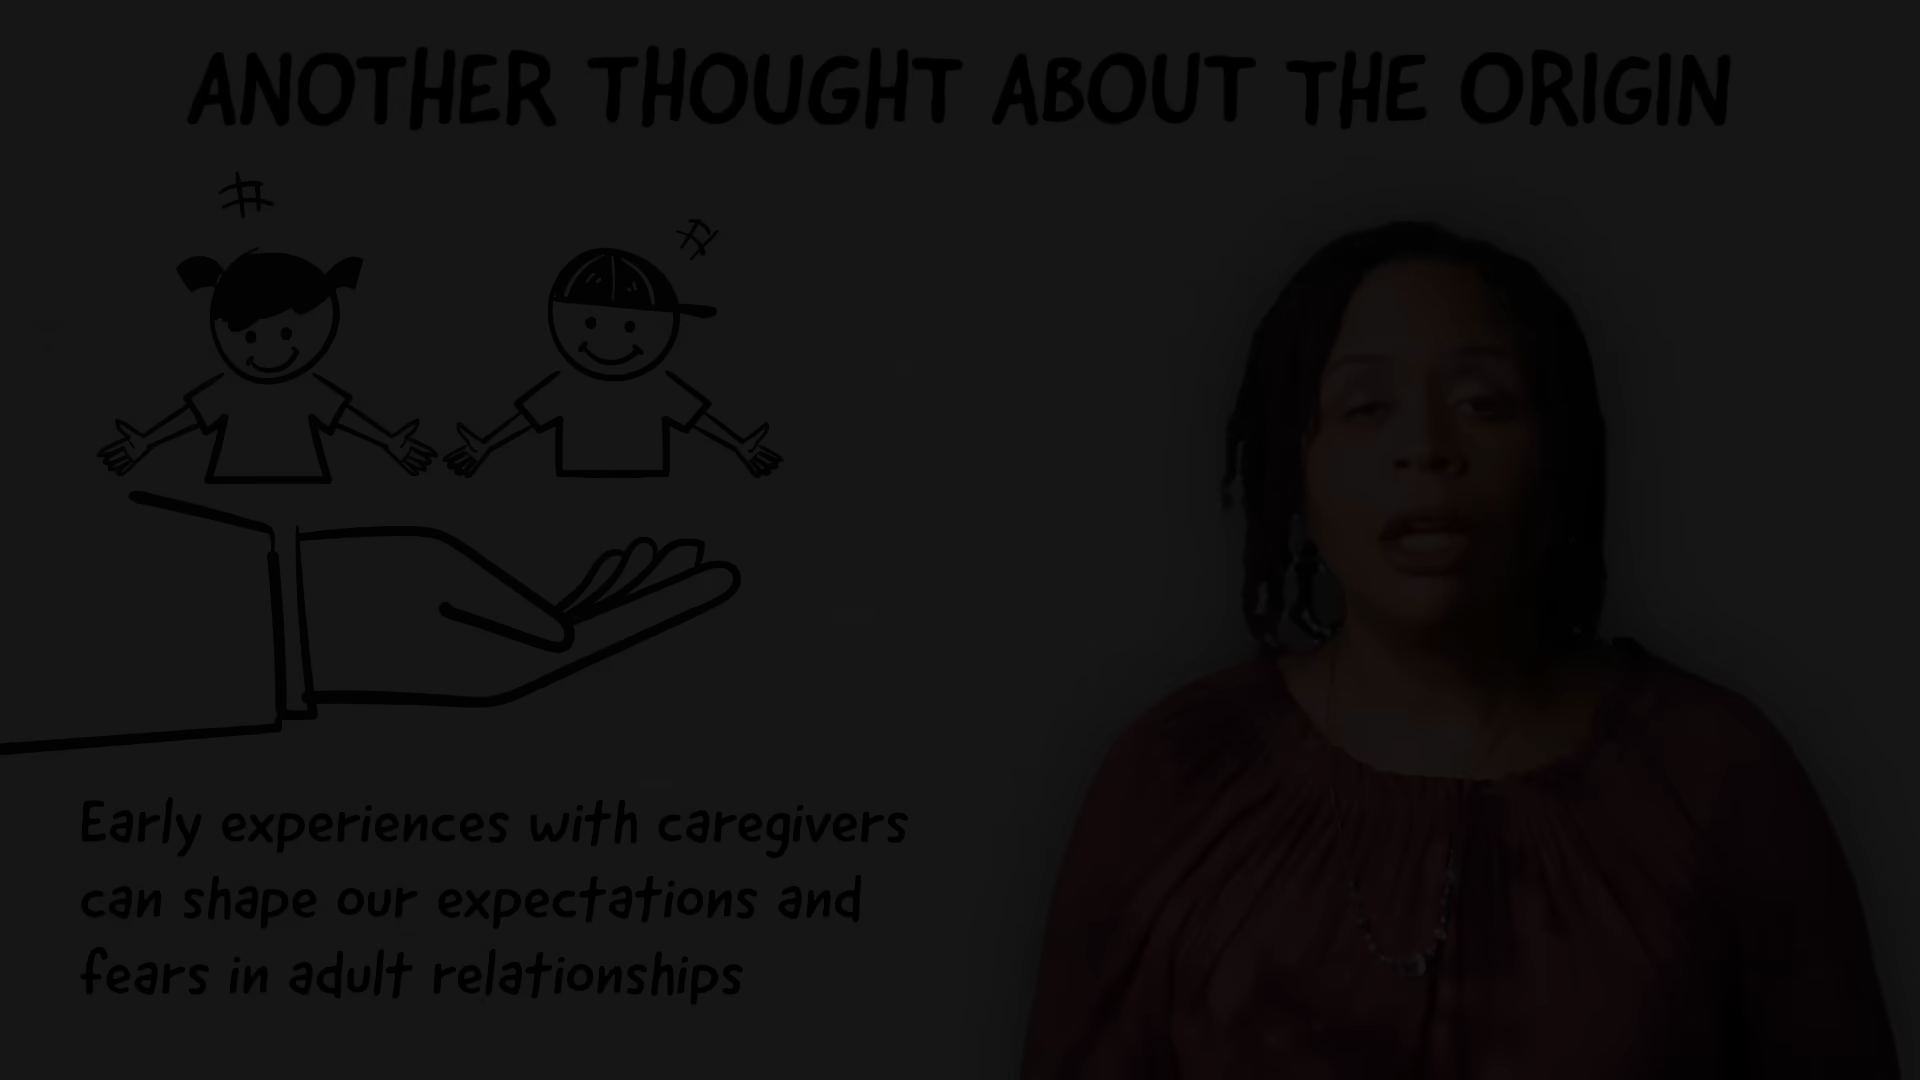 ANOTHER THOUGHT ABOUT THE ORIGIN
Early experiences with caregivers
can shape our expectations and
fears in adult relationships